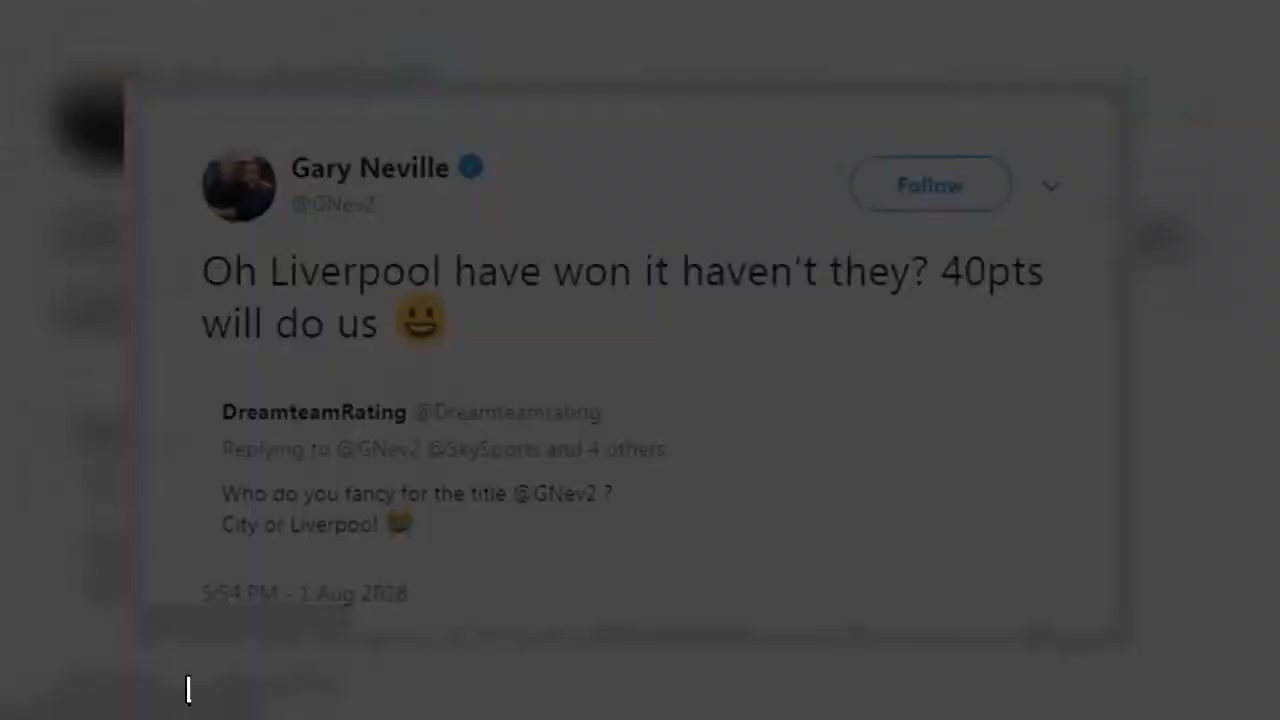 Gary Neville
@GNev2
Follow
Oh Liverpool have won it haven't they? 40pts
will do us
DreamteamRating @Dreamteamrating
Replying to @GNev2 @SkySports and 4 others
Who do you fancy for the title @GNev2 ?
City or Liverpool
5:54 PM - 1 Aug 2018